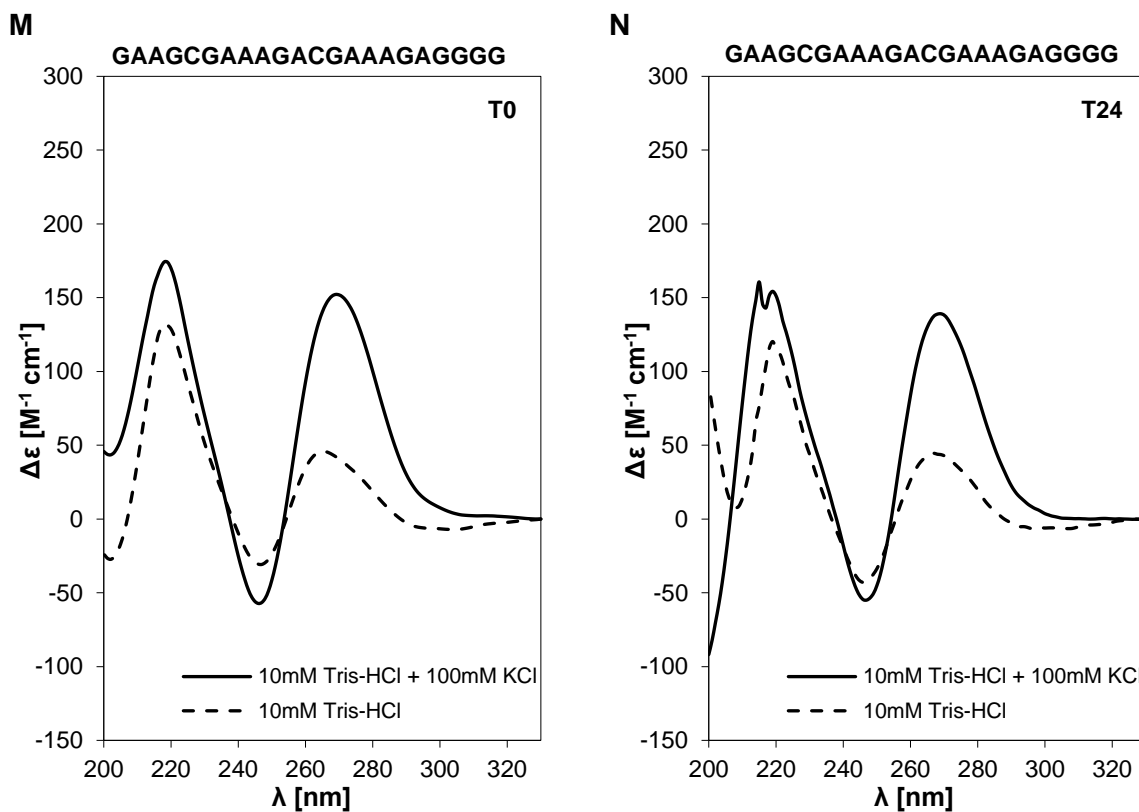 M
GAAGCGAAAGACGAAAGAGGGG
T0
300
250
200
150
100
50
0
-50
-100
-150
Δε [M-1 cm-1]
10mM Tris-HCl + 100mM KCl
10mM Tris-HCl
200 220 240 260 280 300 320
λ [nm]
N
GAAGCGAAAGACGAAAGAGGGG
T24
300
250
200
150
100
50
0
-50
-100
-150
Δε [M-1 cm-1]
10mM Tris-HCl + 100mM KCl
10mM Tris-HCl
200 220 240 260 280 300 320
λ [nm]